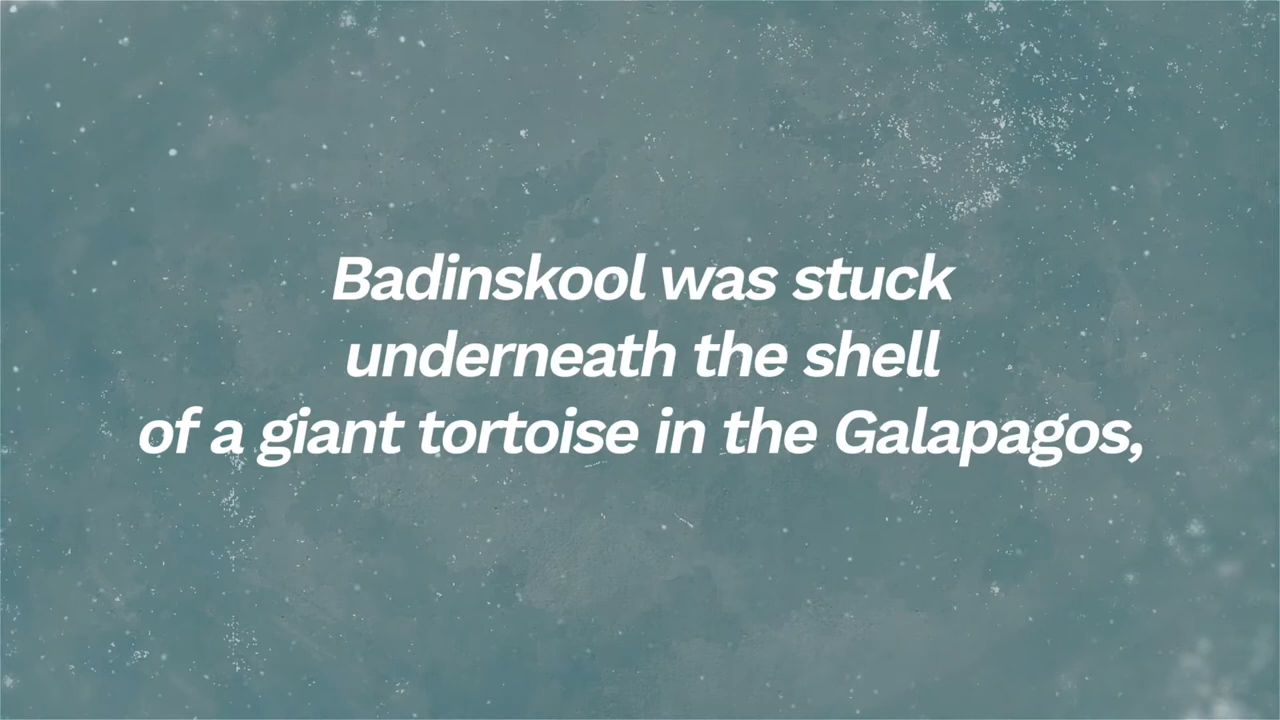 Badinskool was stuck
underneath the shell
of a giant tortoise in the Galapagos,